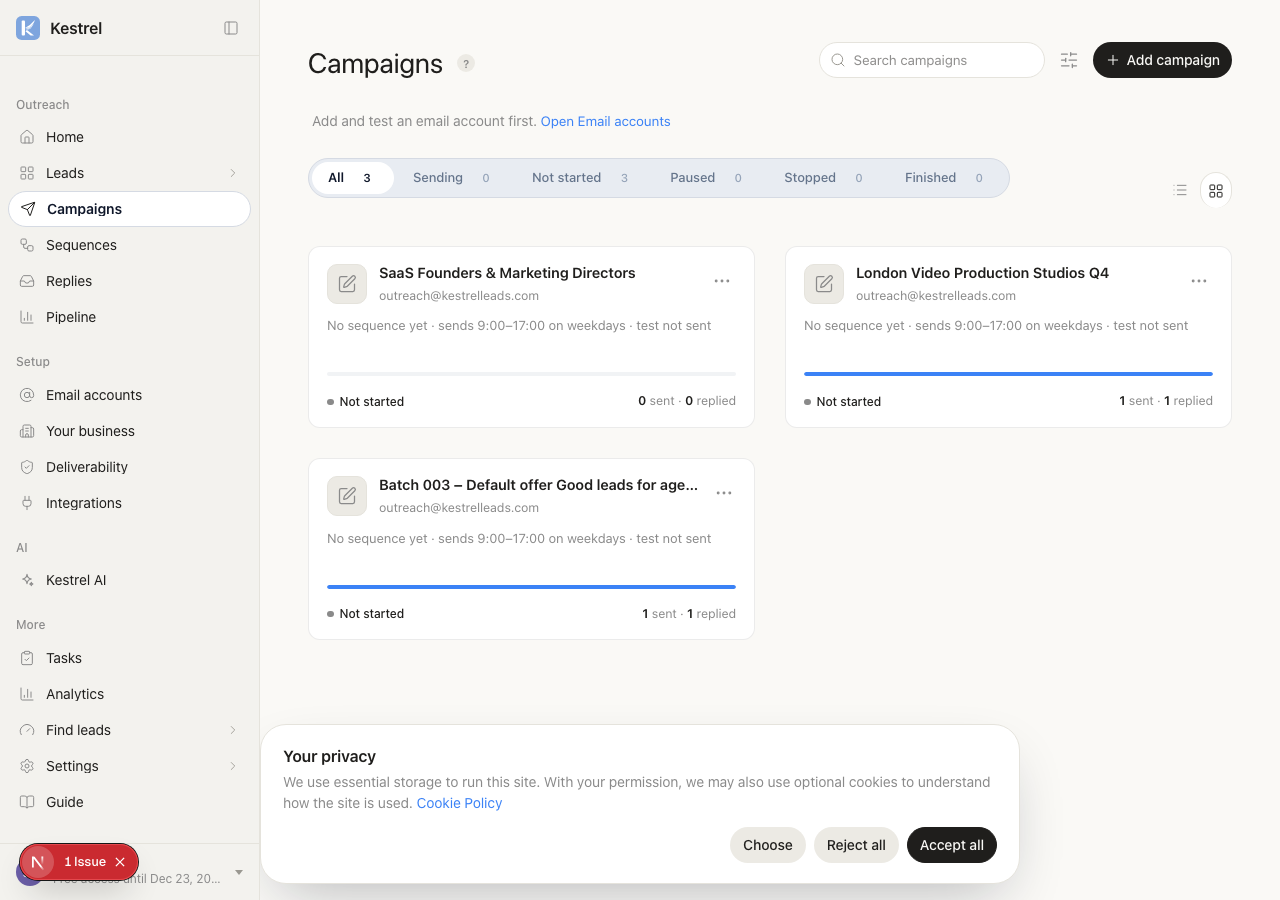 Kestrel
Outreach
Home
Leads
Campaigns
Sequences
Replies
Pipeline
Setup
Email accounts
Your business
Deliverability
Integrations
AI
Kestrel AI
More
Tasks
Analytics
Find leads
Settings
Guide
N 1 Issue
until Dec 23, 20...
Campaigns ?
Search campaigns
Add campaign
Add and test an email account first. Open Email accounts
All 3 Sending 0 Not started 3 Paused 0 Stopped 0 Finished 0
SaaS Founders & Marketing Directors
outreach@kestrelleads.com
No sequence yet · sends 9:00–17:00 on weekdays · test not sent
Not started 0 sent · 0 replied
London Video Production Studios Q4
outreach@kestrelleads.com
No sequence yet · sends 9:00–17:00 on weekdays · test not sent
Not started 1 sent · 1 replied
Batch 003 – Default offer Good leads for age...
outreach@kestrelleads.com
No sequence yet · sends 9:00–17:00 on weekdays · test not sent
Not started 1 sent · 1 replied
Your privacy
We use essential storage to run this site. With your permission, we may also use optional cookies to understand
how the site is used. Cookie Policy
Choose Reject all Accept all